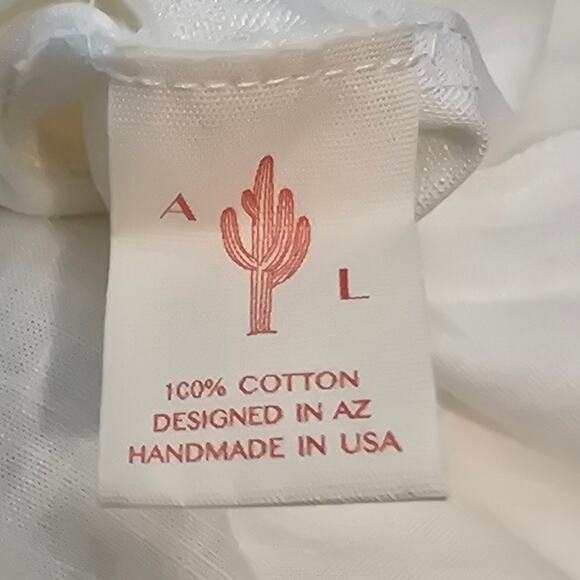 A
L
100% COTTON
DESIGNED IN AZ
HANDMADE IN USA